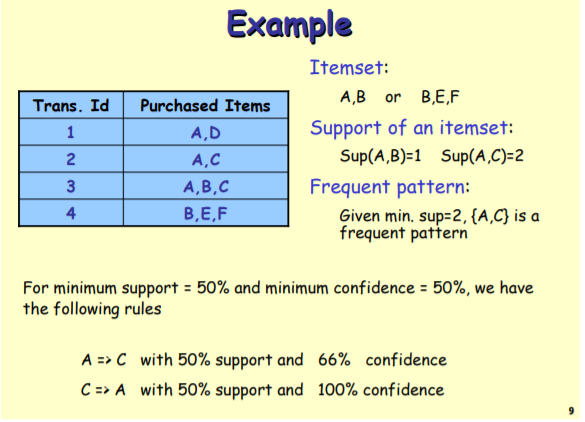 Example
Trans. Id Purchased Items
1 A,D
2 A,C
3 A,B,C
4 B,E,F
Itemset:
A,B or B,E,F
Support of an itemset:
Sup(A,B)=1 Sup(A,C)=2
Frequent pattern:
Given min. sup=2, {A,C} is a
frequent pattern
For minimum support = 50% and minimum confidence = 50%, we have
the following rules
A => C with 50% support and 66% confidence
C => A with 50% support and 100% confidence
9